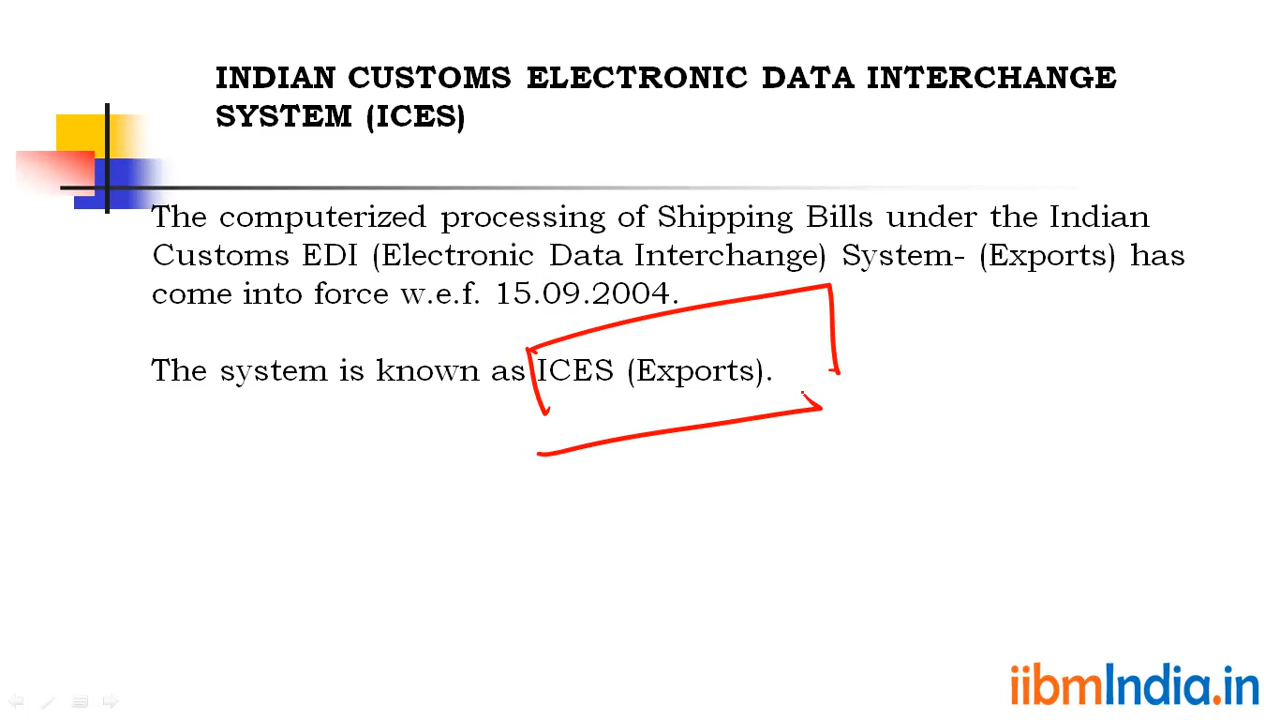 INDIAN CUSTOMS ELECTRONIC DATA INTERCHANGE
SYSTEM (ICES)
The computerized processing of Shipping Bills under the Indian
Customs EDI (Electronic Data Interchange) System- (Exports) has
come into force w.e.f. 15.09.2004.
The system is known as ICES (Exports).
iibmIndia.in